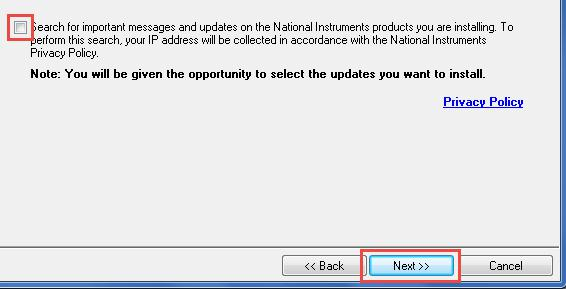 Search for important messages and updates on the National Instruments products you are installing. To
perform this search, your IP address will be collected in accordance with the National Instruments
Privacy Policy.
Note: You will be given the opportunity to select the updates you want to install.
Privacy Policy
<< Back
Next >>
Cancel